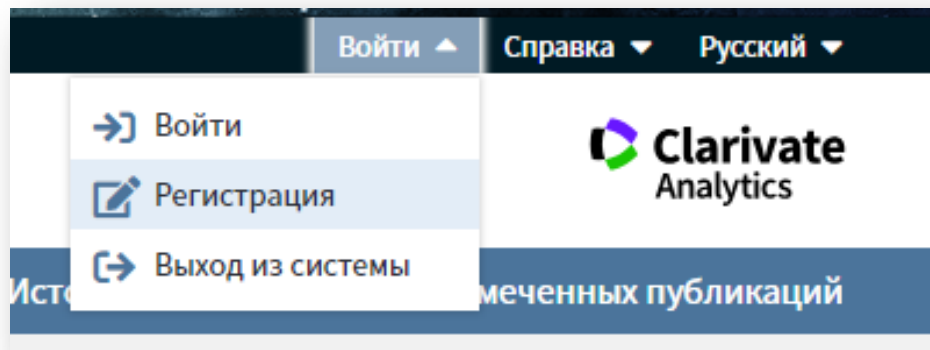 Войти Справка Русский
Войти
Регистрация
Выход из системы
Clarivate
Analytics
меченных публикаций